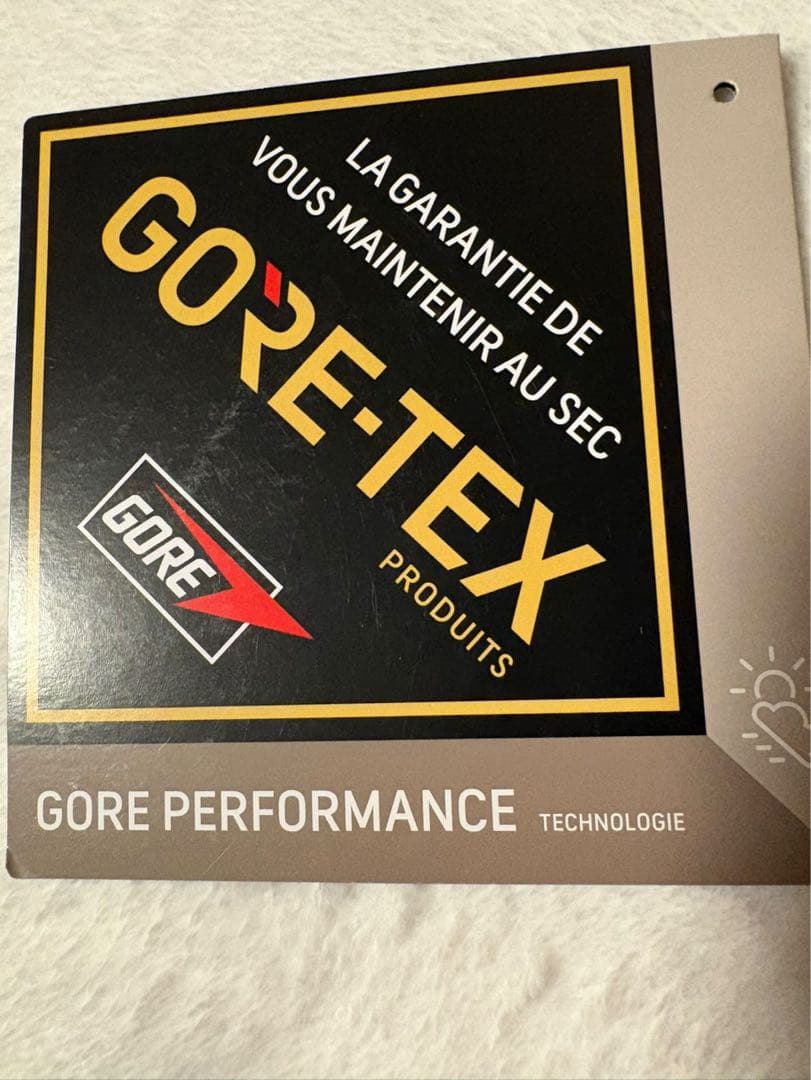 LA GARANTIE DE
VOUS MAINTENIR AU SEC
GORE-TEX
PRODUITS
GORE
GORE PERFORMANCE TECHNOLOGIE